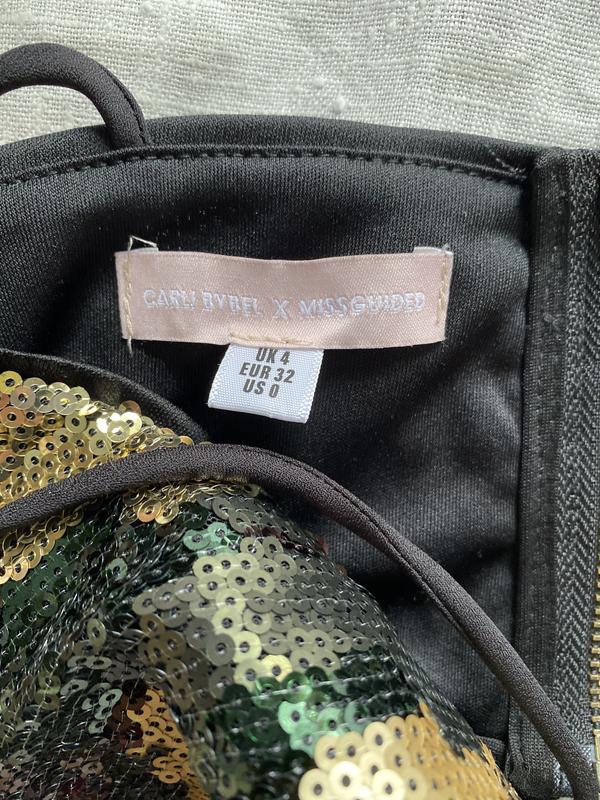 CARLI BYBEL X MISSGUIDED
UK 4
EUR 32
US 0